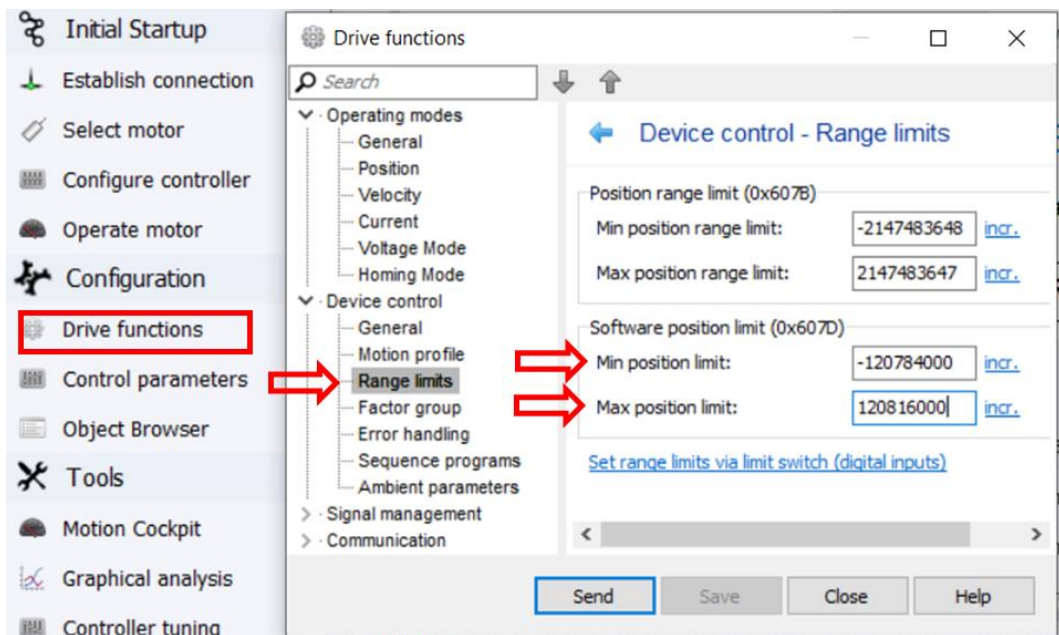 Initial Startup
Establish connection
Select motor
Configure controller
Operate motor
Configuration
Drive functions
Control parameters
Object Browser
Tools
Motion Cockpit
Graphical analysis
Controller tuning
Drive functions
Search
Operating modes
General
Position
Velocity
Current
Voltage Mode
Homing Mode
Device control
General
Motion profile
Range limits
Factor group
Error handling
Sequence programs
Ambient parameters
Signal management
Communication
Device control - Range limits
Position range limit (0x607B)
Min position range limit: -2147483648 incr.
Max position range limit: 2147483647 incr.
Software position limit (0x607D)
Min position limit: -120784000 incr.
Max position limit: 120816000 incr.
Set range limits via limit switch (digital inputs)
Send Save Close Help